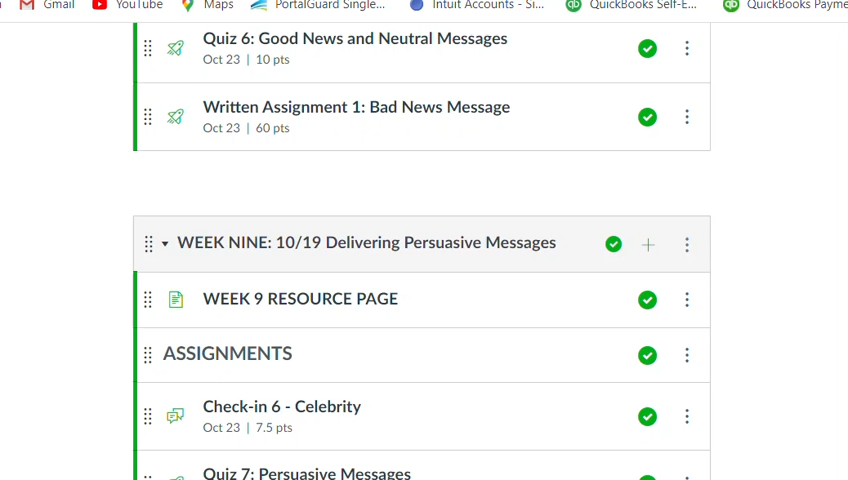 Gmail YouTube Maps PortalGuard Single... Intuit Accounts - Si... QuickBooks Self-E... QuickBooks Payme
Quiz 6: Good News and Neutral Messages
Oct 23 | 10 pts
Written Assignment 1: Bad News Message
Oct 23 | 60 pts
WEEK NINE: 10/19 Delivering Persuasive Messages
WEEK 9 RESOURCE PAGE
ASSIGNMENTS
Check-in 6 - Celebrity
Oct 23 | 7.5 pts
Quiz 7: Persuasive Messages